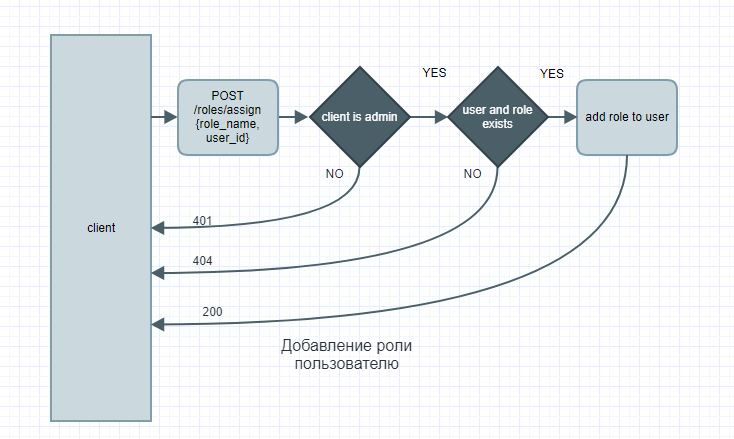 YES
YES
POST
/roles/assign
{role_name,
user_id}
client is admin
user and role
exists
add role to user
NO
NO
401
client
404
200
Добавление роли
пользователю